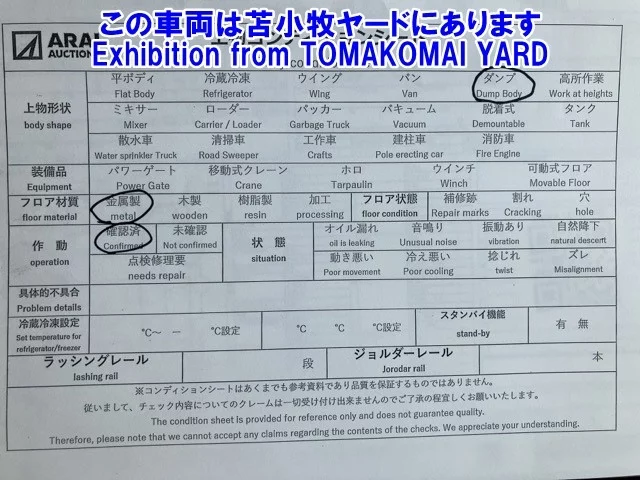 この車両は苫小牧ヤードにあります
Exhibition from TOMAKOMAI YARD
ARA
AUCTION
平ボディ 冷蔵冷凍 ウイング バン ダンプ 高所作業
Flat Body Refrigerator Wing Van Dump Body Work at heights
上物形状
body shape
ミキサー ローダー パッカー バキューム 脱着式 タンク
Mixer Carrier / Loader Garbage Truck Vacuum Demountable Tank
散水車 清掃車 工作車 建柱車 消防車
Water sprinkler Truck Road Sweeper Crafts Pole erecting car Fire Engine
装備品 パワーゲート 移動式クレーン ホロ ウインチ 可動式フロア
Equipment Power Gate Crane Tarpaulin Winch Movable Floor
フロア材質 金属製 木製 樹脂製 加工 フロア状態 補修跡 割れ 穴
floor material metal wooden resin processing floor condition Repair marks Cracking hole
作 動 確認済 未確認 状 態 オイル漏れ 音鳴り 振動あり 自然降下
operation Confirmed Not confirmed situation oil is leaking Unusual noise vibration natural descent
点検修理要 動き悪い 冷え悪い 捻じれ ズレ
needs repair Poor movement Poor cooling twist Misalignment
具体的不具合
Problem details
冷蔵冷凍設定 ℃~ ー ℃設定 ℃ ℃ ℃設定 スタンバイ機能 有 無
Set temperature for refrigerator/freezer stand-by
ラッシングレール 段 ジョルダーレール 本
lashing rail Jorodar rail
※コンディションシートはあくまでも参考資料であり品質を保証するものではありません。
従いまして、チェック内容についてのクレームは一切受け付け出来ませんのでご了承の程宜しくお願いいたします。
The condition sheet is provided for reference only and does not guarantee quality.
Therefore, please note that we cannot accept any claims regarding the contents of the checks. We appreciate your understanding.